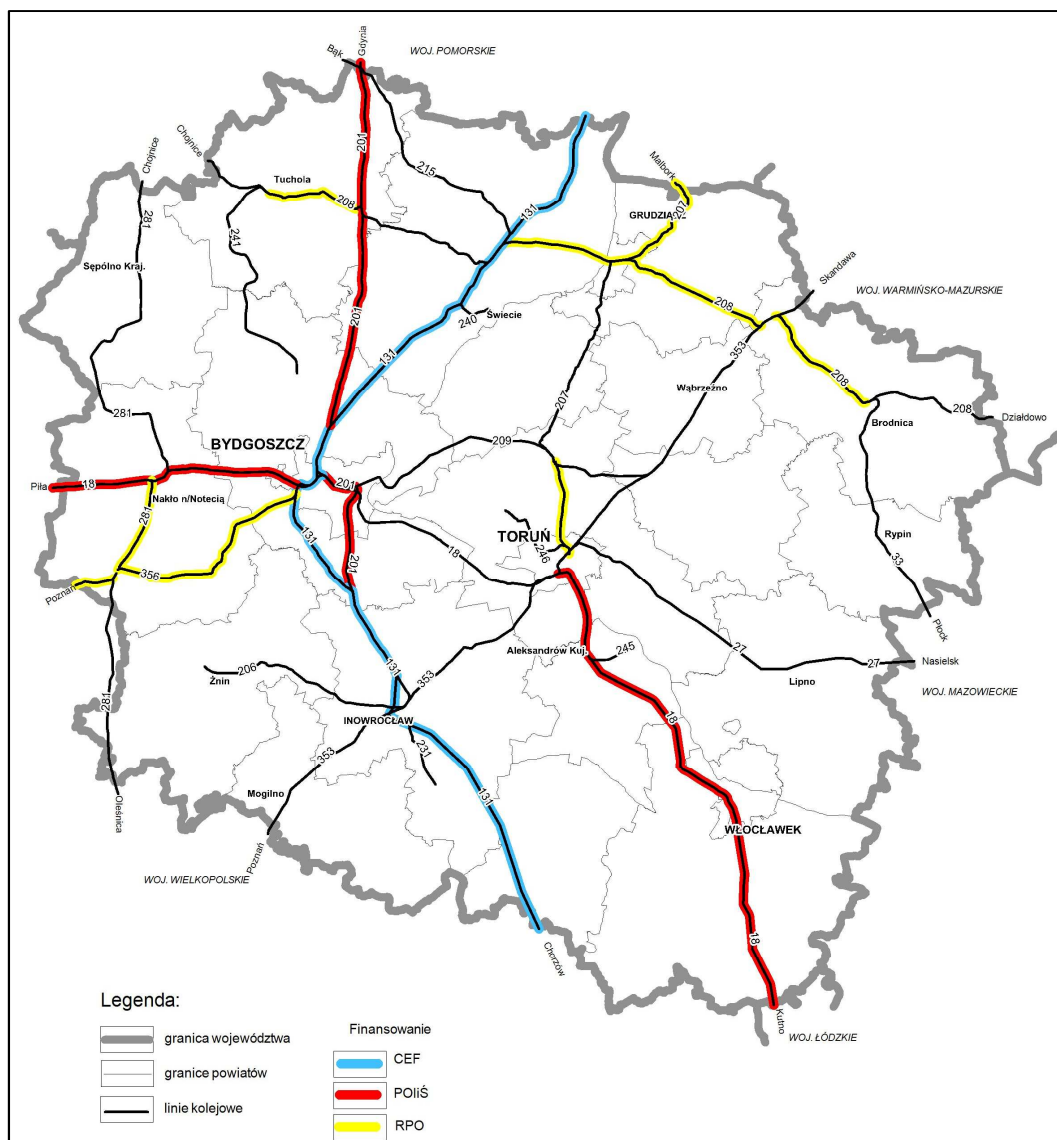 Bąk
Gdynia
WOJ. POMORSKIE
Chojnice
Chojnice
201
215
Tuchola
208
Malbork
207
GRUDZIĄDZ
131
281
241
Sępólno Kraj.
Skandawa
WOJ. WARMIŃSKO-MAZURSKIE
201
240
Świecie
208
353
131
Wąbrzeźno
208
207
281
Brodnica
208
Działdowo
BYDGOSZCZ
209
Piła
18
201
Nakło n/Notecią
281
131
TORUŃ
Rypin
246
18
201
33
356
Poznań
Płock
Aleksandrów Kuj.
245
27
131
353
206
Żnin
Lipno
27
Nasielsk
281
WOJ. MAZOWIECKIE
INOWROCŁAW
18
231
353
Mogilno
131
Oleśnica
WŁOCŁAWEK
Poznań
WOJ. WIELKOPOLSKIE
18
Chorzów
Kutno
WOJ. ŁÓDZKIE
Legenda:
granica województwa
granice powiatów
linie kolejowe
Finansowanie
CEF
POIiŚ
RPO